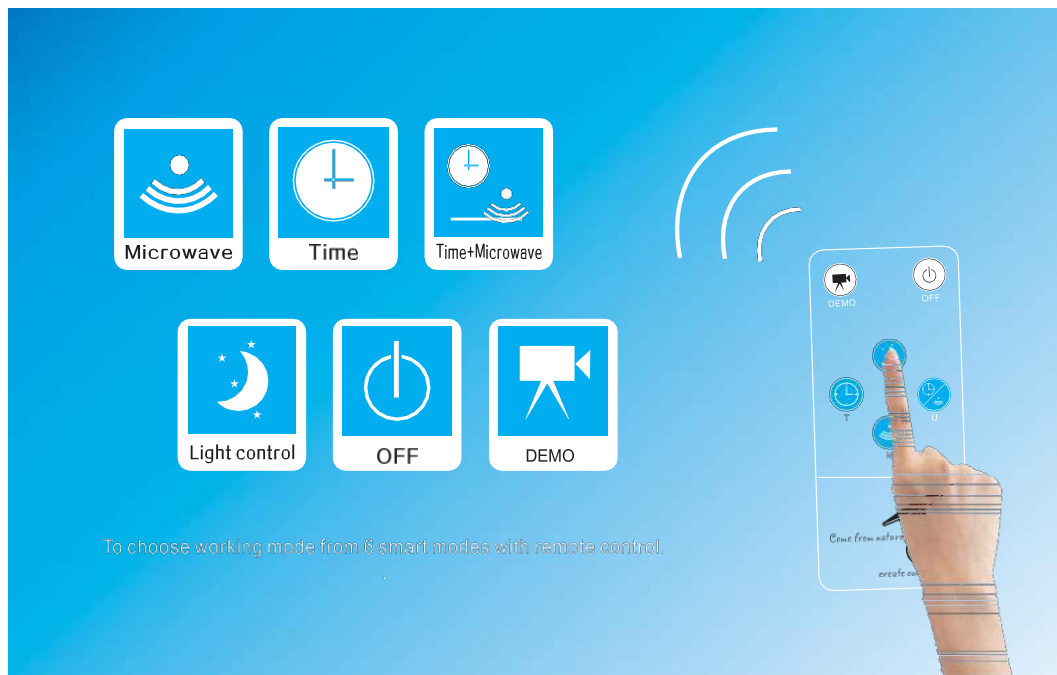 Microwave
Time
Time+Microwave
Light control
OFF
DEMO
To choose working mode from 6 smart modes with remote control.
DEMO
OFF
T
U
M
Come from nature,
create